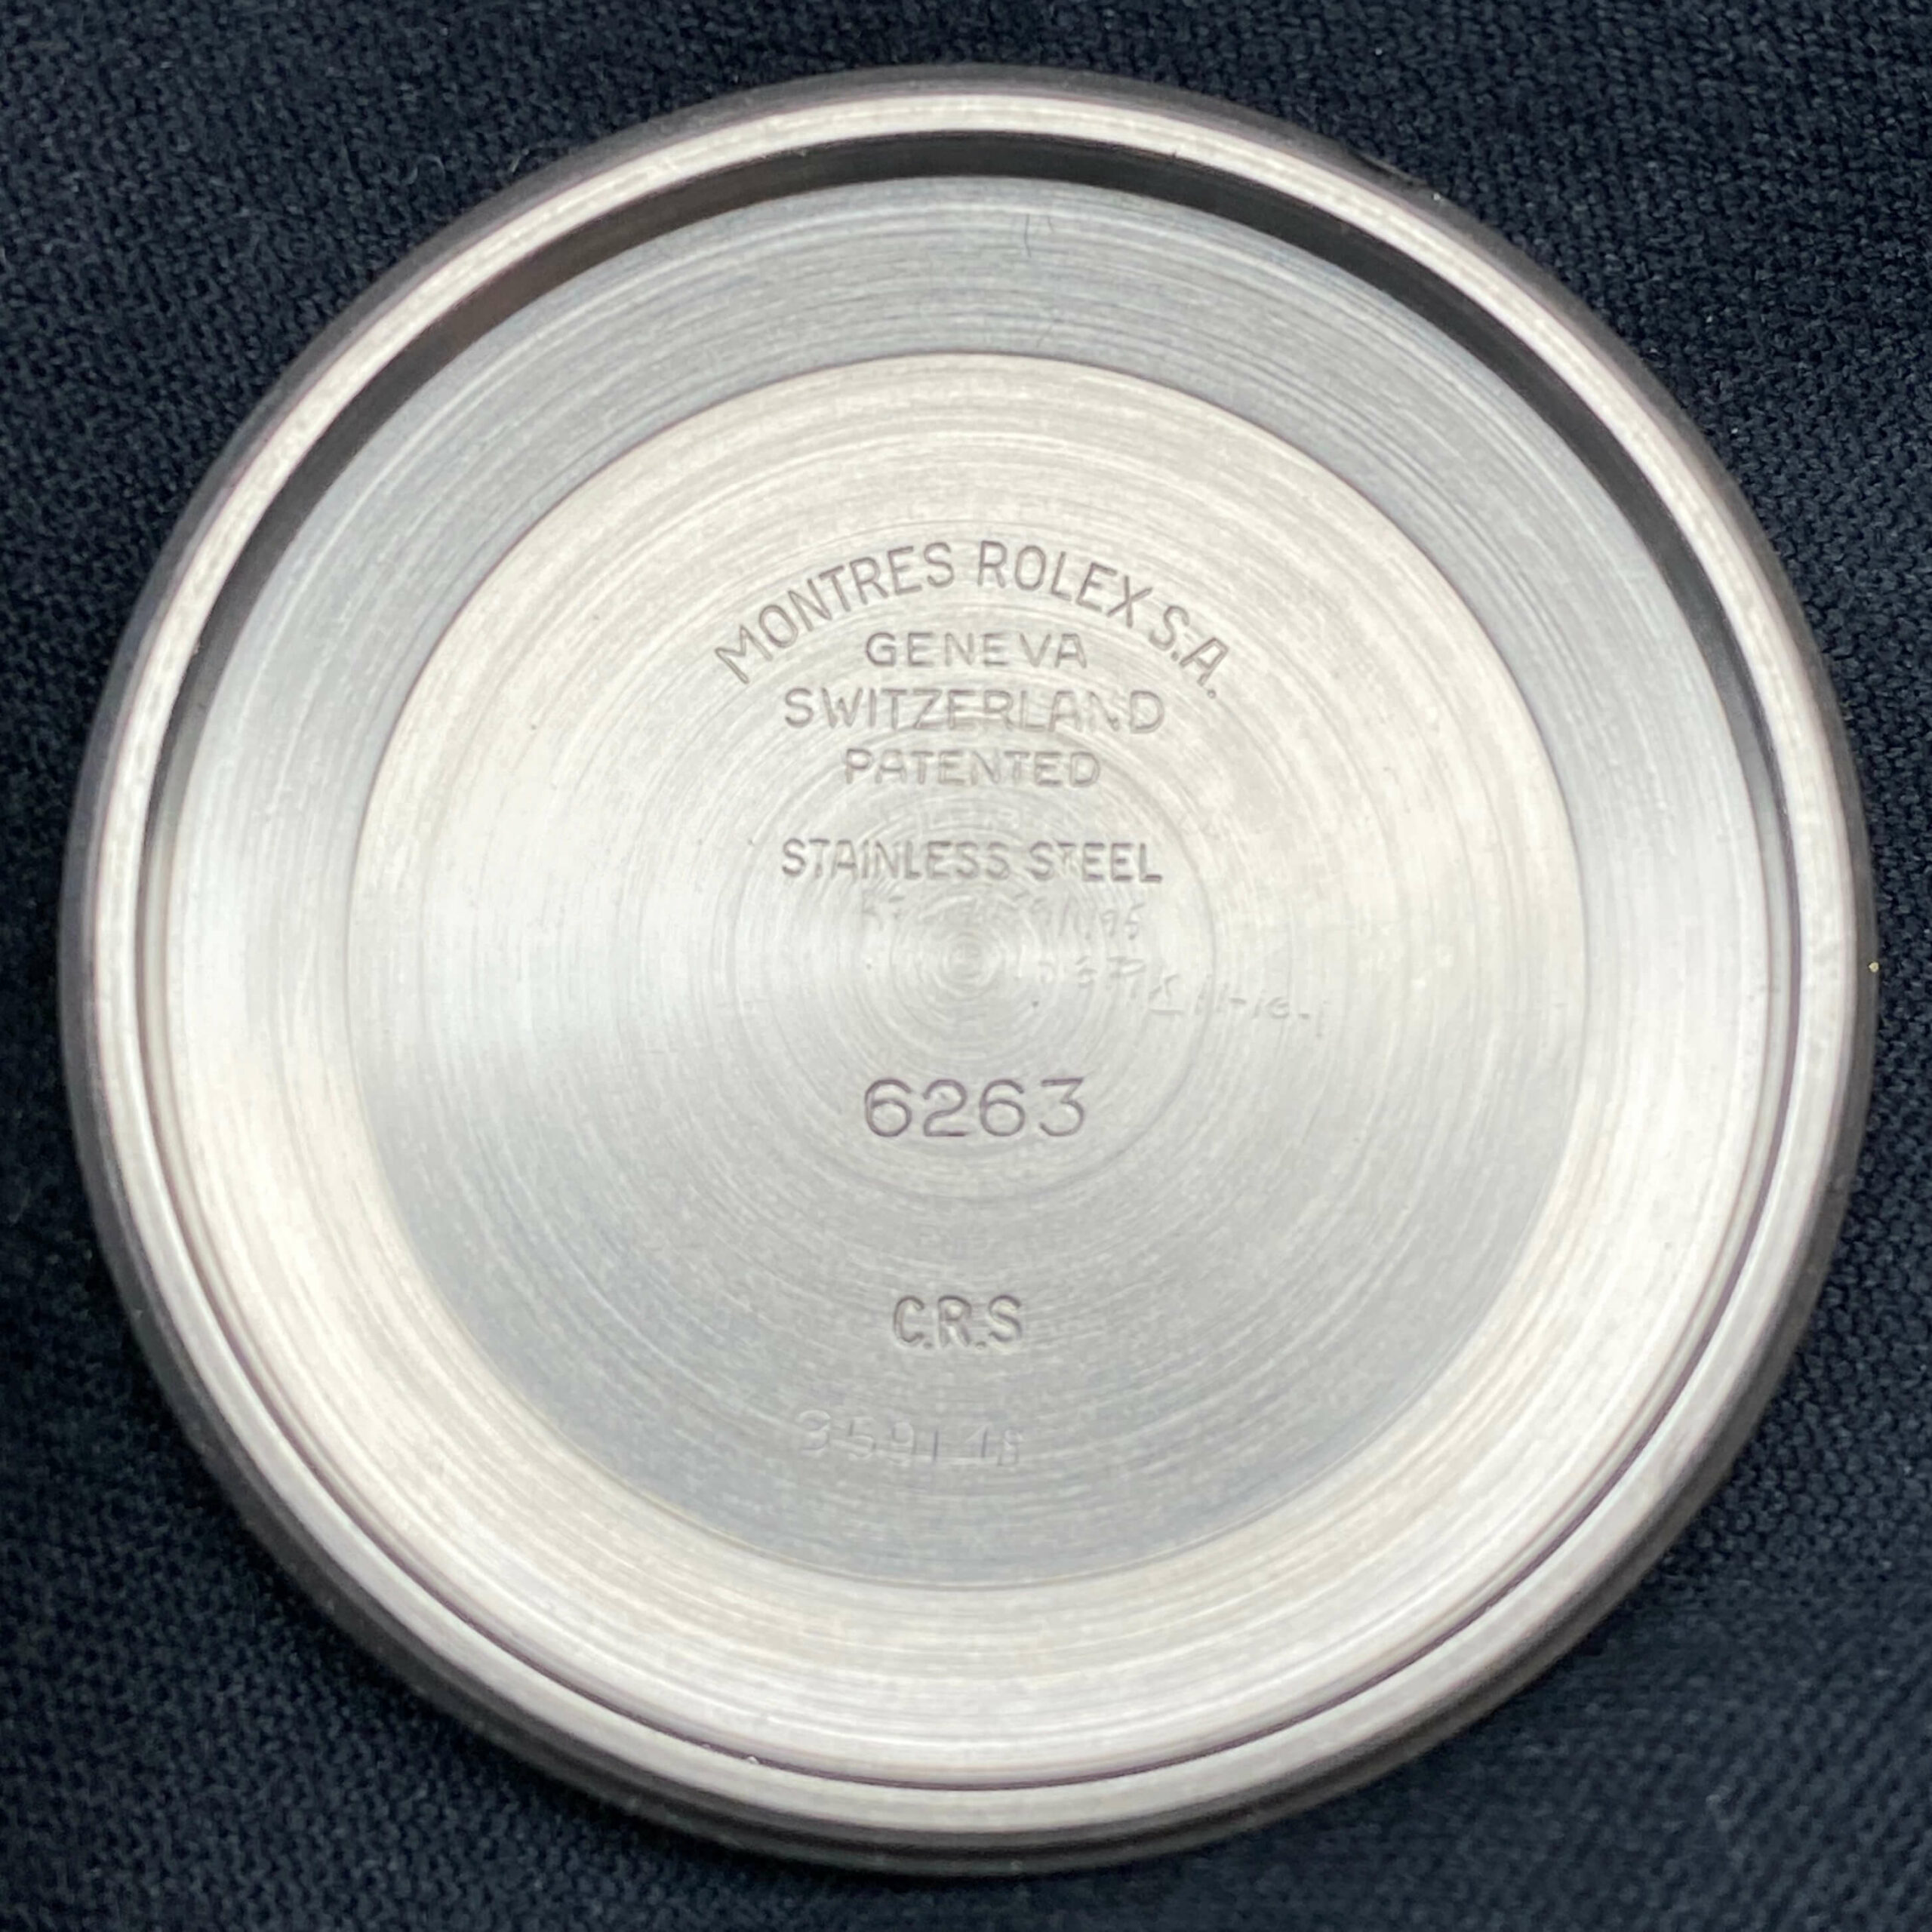 MONTRES ROLEX S.A.
GENEVA
SWITZERLAND
PATENTED
STAINLESS STEEL
6263
C.R.S